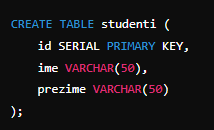 CREATE TABLE studenti (
    id SERIAL PRIMARY KEY,
    ime VARCHAR(50),
    prezime VARCHAR(50)
);